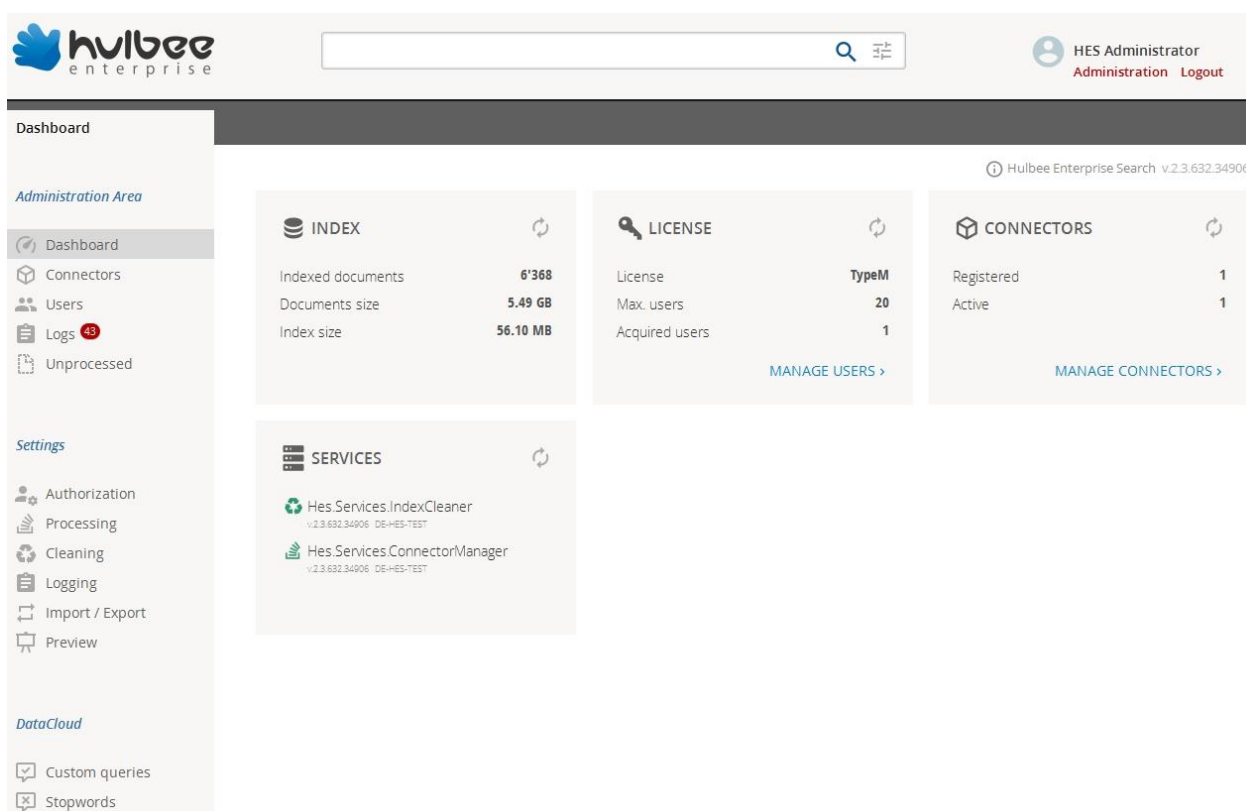 hulbee
enterprise
HES Administrator
Administration Logout
Dashboard
Hulbee Enterprise Search v.2.3.632.34906
Administration Area
Dashboard
Connectors
Users
Logs 43
Unprocessed
Settings
Authorization
Processing
Cleaning
Logging
Import / Export
Preview
DataCloud
Custom queries
Stopwords
INDEX
Indexed documents 6'368
Documents size 5.49 GB
Index size 56.10 MB
LICENSE
License TypeM
Max. users 20
Acquired users 1
MANAGE USERS ›
CONNECTORS
Registered 1
Active 1
MANAGE CONNECTORS ›
SERVICES
Hes.Services.IndexCleaner
v.2.3.632.34906 DE-HES-TEST
Hes.Services.ConnectorManager
v.2.3.632.34906 DE-HES-TEST